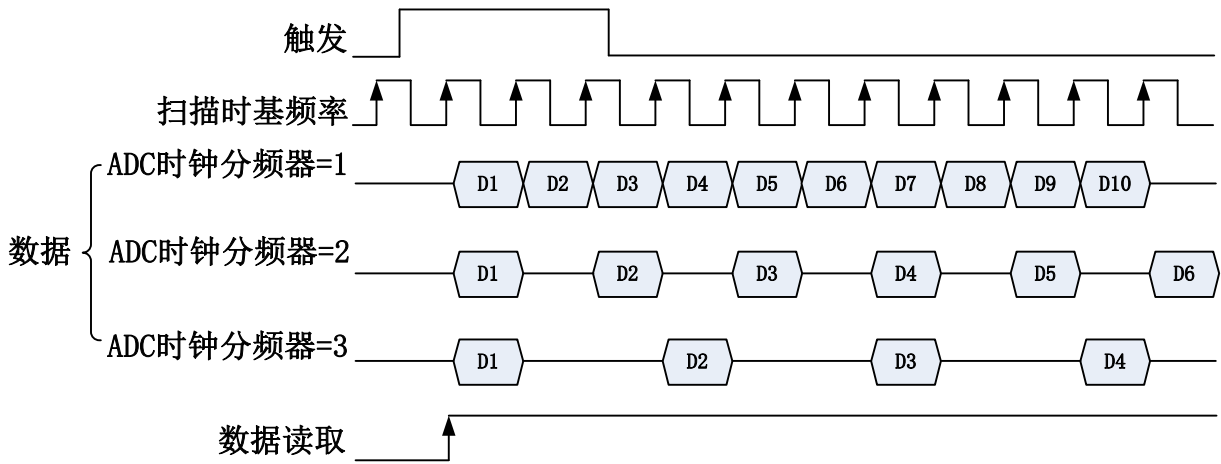 触发
扫描时基频率
ADC时钟分频器=1
D1 D2 D3 D4 D5 D6 D7 D8 D9 D10
数据
ADC时钟分频器=2
D1 D2 D3 D4 D5 D6
ADC时钟分频器=3
D1 D2 D3 D4
数据读取